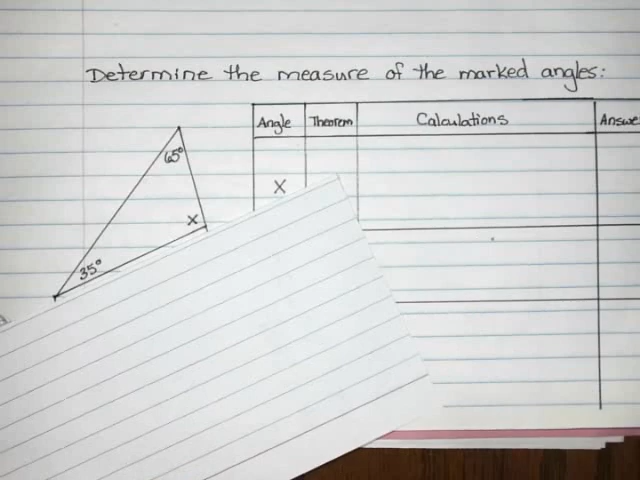 Determine the measure of the marked angles:
Angle Theorem Calculations Answe
65°
X
X
35°